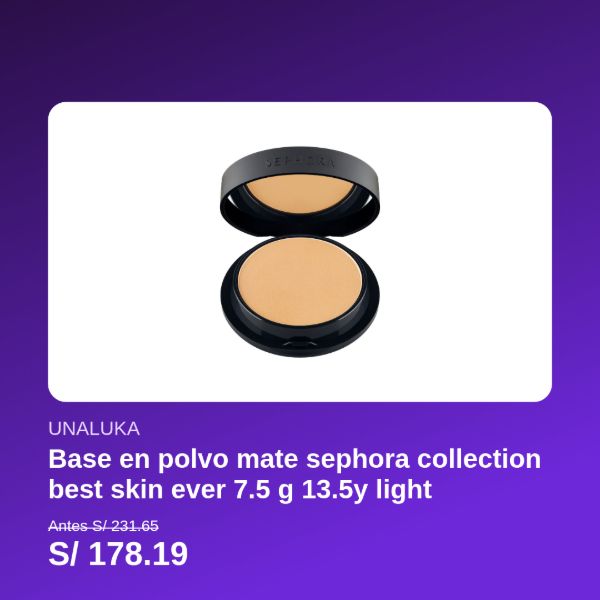 SEPHORA
UNALUKA
Base en polvo mate sephora collection
best skin ever 7.5 g 13.5y light
Antes S/ 231.65
S/ 178.19